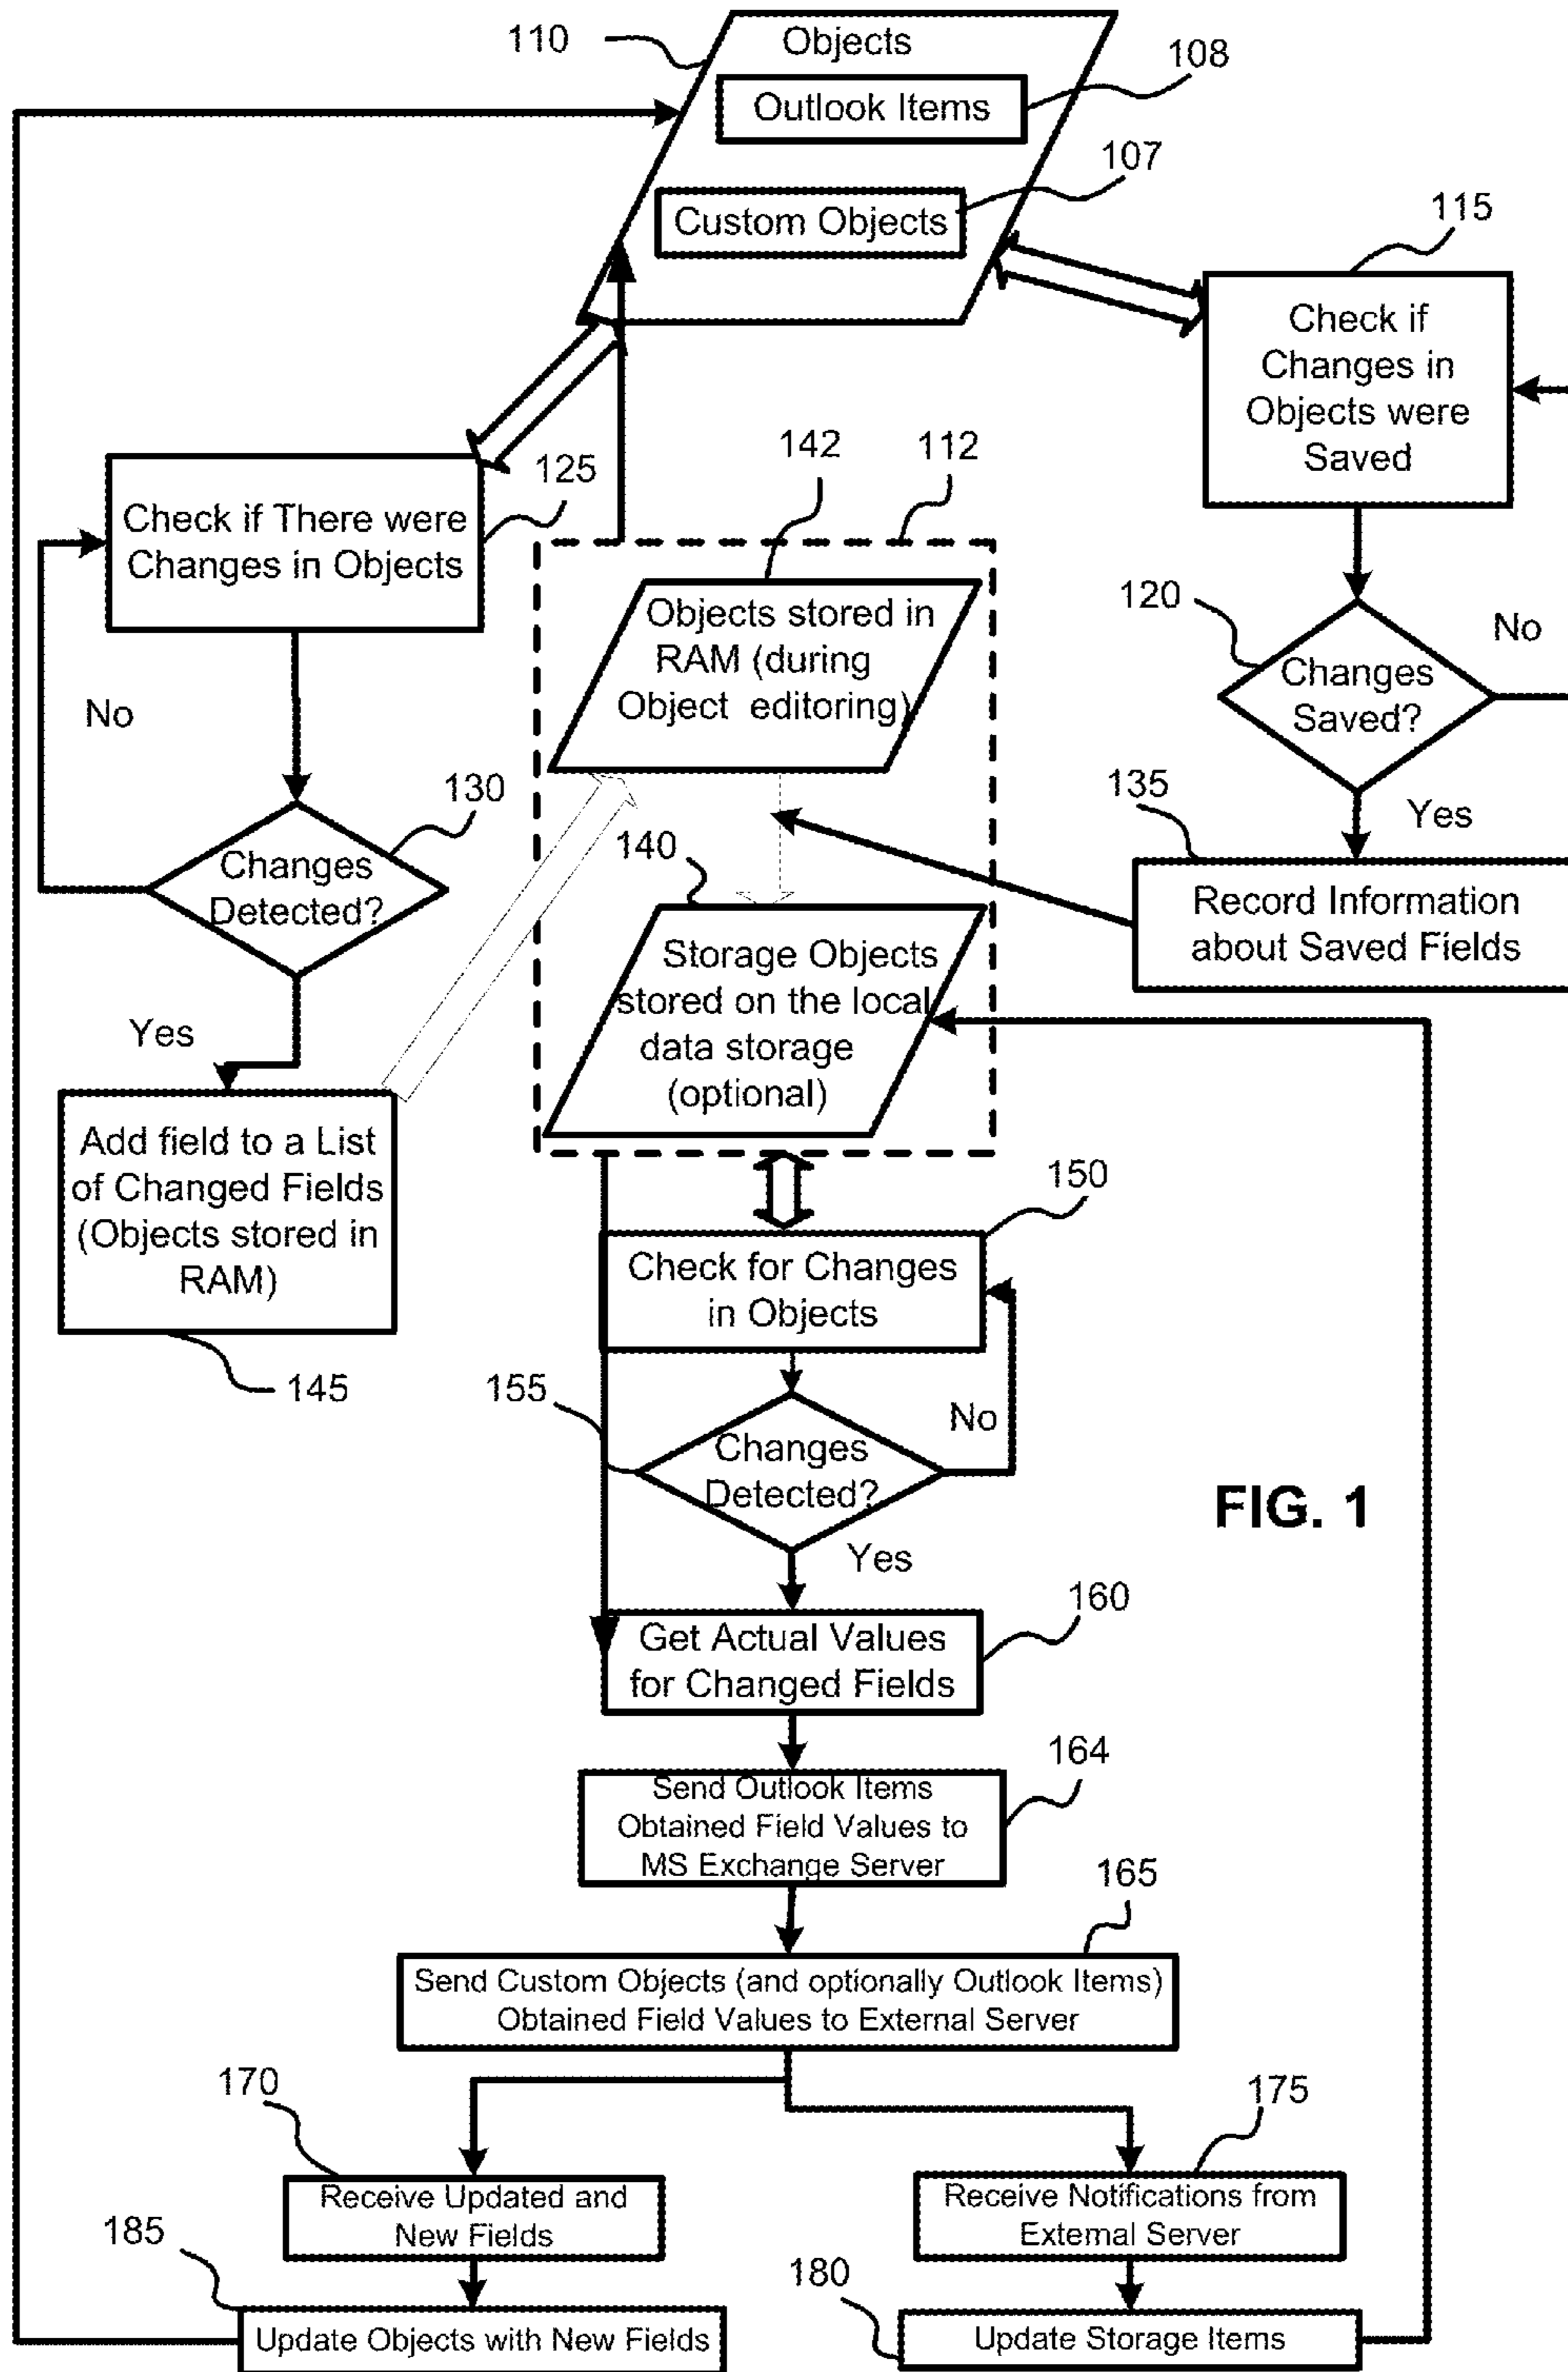 110
Objects
108
Outlook Items
107
Custom Objects
115
Check if
Changes in
Objects were
Saved
142
112
125
Check if There were
Changes in Objects
Objects stored in
RAM (during
Object editoring)
120
No
Changes
Saved?
No
130
135
Yes
Changes
Detected?
140
Record Information
about Saved Fields
Storage Objects
stored on the local
data storage
(optional)
Yes
Add field to a List
of Changed Fields
(Objects stored in
RAM)
145
150
Check for Changes
in Objects
155
No
Changes
Detected?
FIG. 1
Yes
160
Get Actual Values
for Changed Fields
164
Send Outlook Items
Obtained Field Values to
MS Exchange Server
165
Send Custom Objects (and optionally Outlook Items)
Obtained Field Values to External Server
170
175
Receive Updated and
New Fields
Receive Notifications from
External Server
185
180
Update Objects with New Fields
Update Storage Items